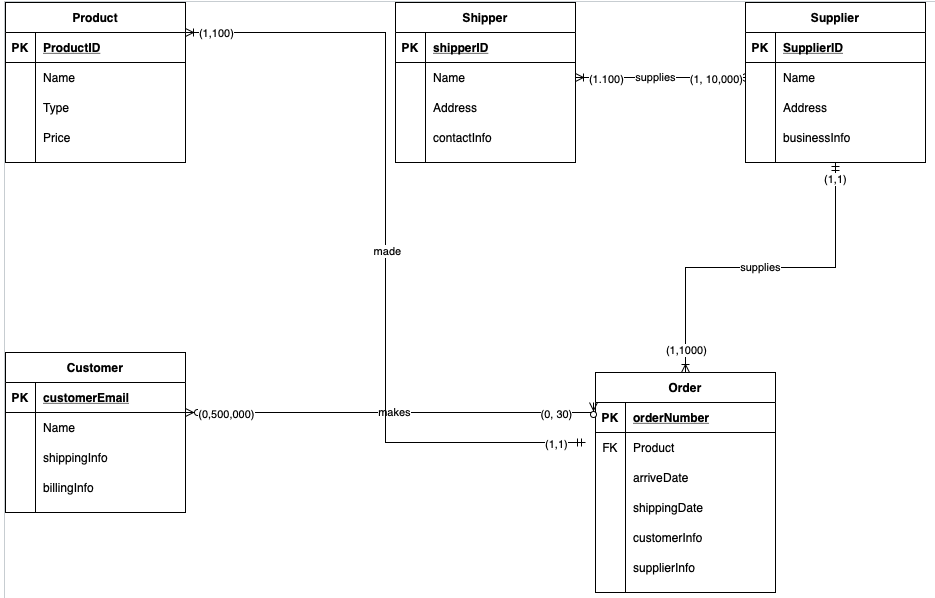 Product
PK ProductID
Name
Type
Price
(1,100)
Shipper
PK shipperID
Name
Address
contactInfo
(1.100) supplies (1, 10,000)
Supplier
PK SupplierID
Name
Address
businessInfo
(1,1)
made
supplies
(1,1000)
Customer
PK customerEmail
Name
shippingInfo
billingInfo
(0,500,000) makes (0, 30)
(1,1)
Order
PK orderNumber
FK Product
arriveDate
shippingDate
customerInfo
supplierInfo